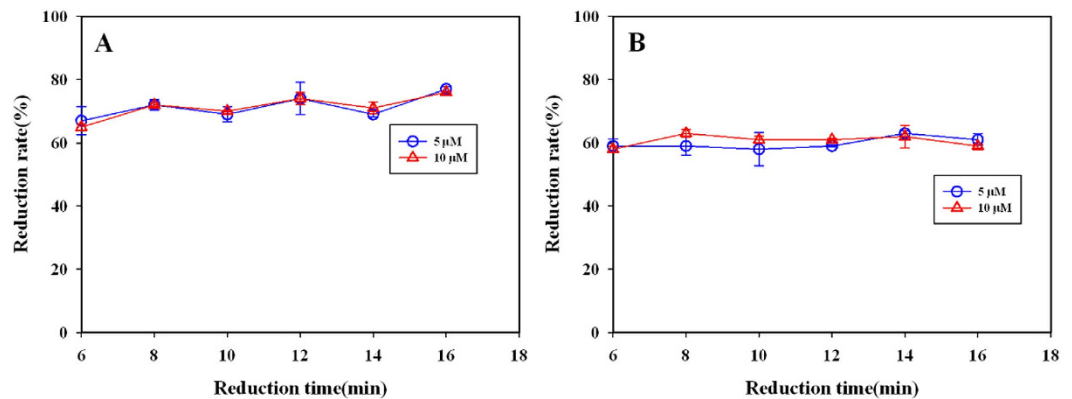 A
100
80
60
40
20
0
Reduction rate(%)
5 μM
10 μM
6 8 10 12 14 16 18
Reduction time(min)
B
100
80
60
40
20
0
Reduction rate(%)
5 μM
10 μM
6 8 10 12 14 16 18
Reduction time(min)